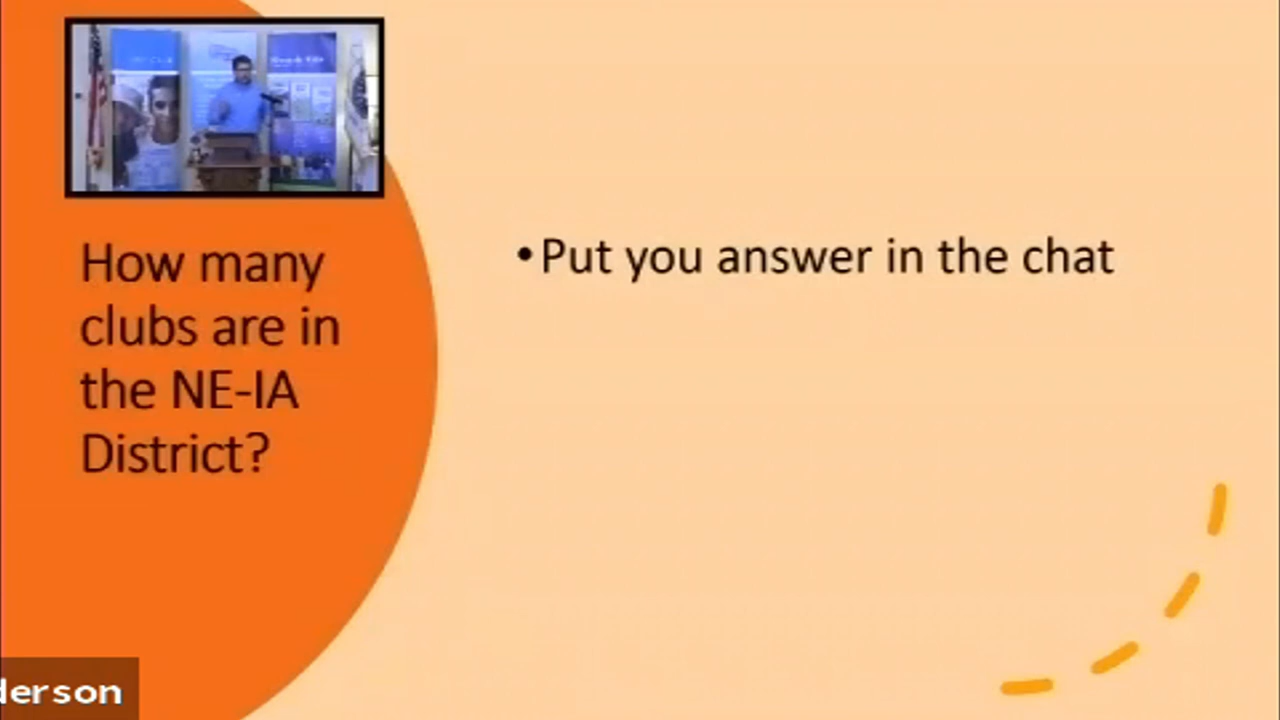 How many
clubs are in
the NE-IA
District?
•Put you answer in the chat
derson